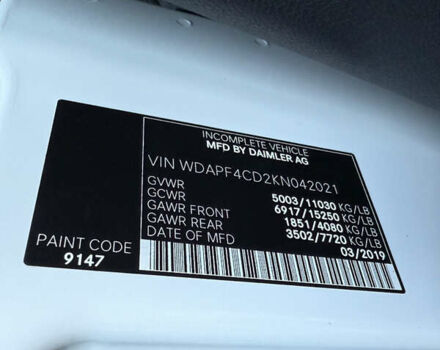 INCOMPLETE VEHICLE
MFD BY DAIMLER AG
VIN WDAPF4CD2KN042021
GVWR 5003/11030 KG/LB
GCWR 6917/15250 KG/LB
GAWR FRONT 1851/4080 KG/LB
GAWR REAR 3502/7720 KG/LB
DATE OF MFD 03/2019
PAINT CODE
9147